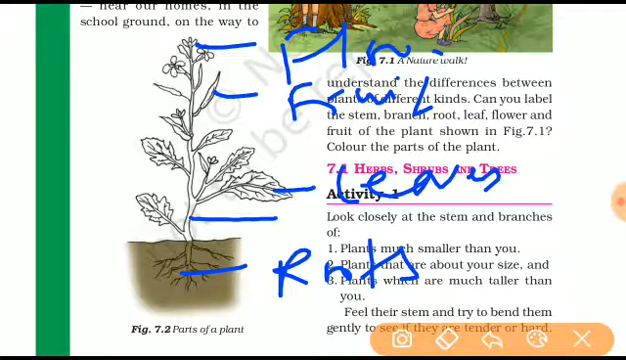 — near our homes, in the
school ground, on the way to
Fig. 7.1 A Nature walk!
understand the differences between
plants of different kinds. Can you label
the stem, branch, root, leaf, flower and
fruit of the plant shown in Fig.7.1?
Colour the parts of the plant.
7.1 HERBS, SHRUBS AND TREES
Activity 1
Look closely at the stem and branches
of:
1. Plants much smaller than you.
2. Plants that are about your size, and
3. Plants which are much taller than
you.
Feel their stem and try to bend them
gently to see if they are tender or hard.
Fruit
Leaves
Roots
Fig. 7.2 Parts of a plant